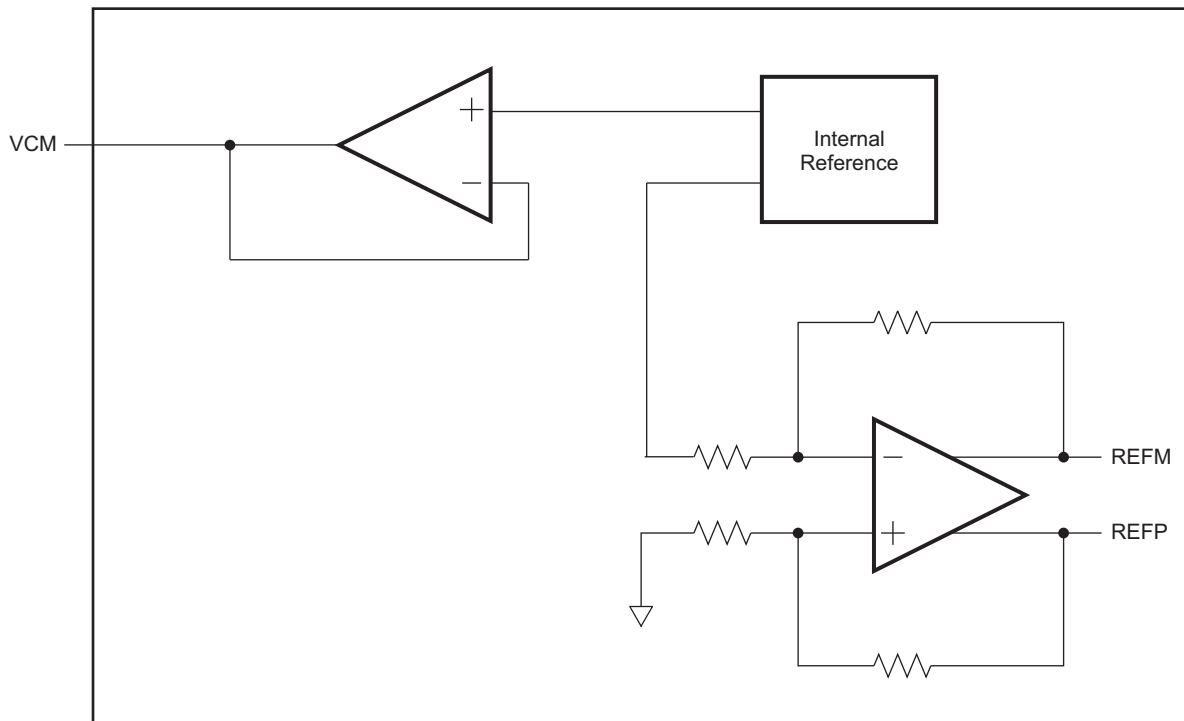 VCM
+
−
Internal
Reference
−
REFM
+
REFP